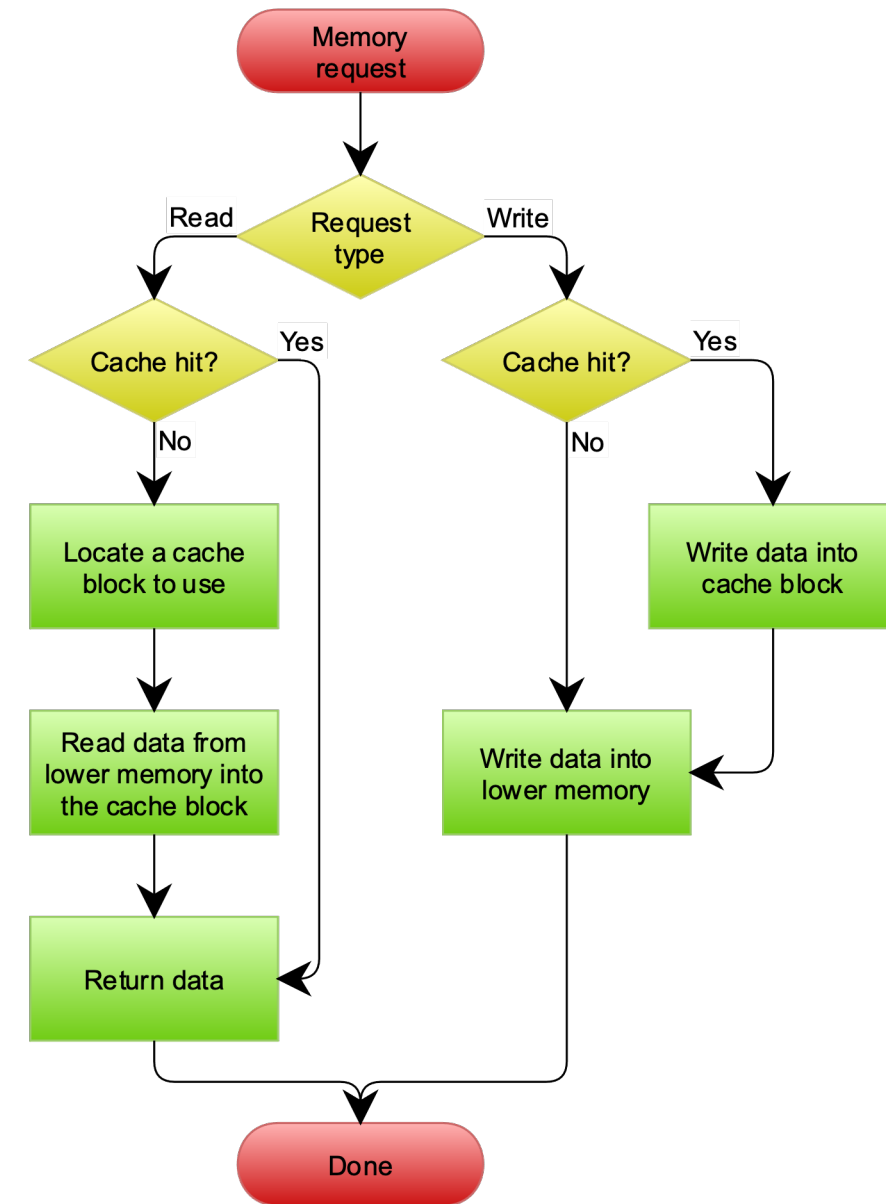 Memory
request
Request
type
Read
Write
Cache hit?
Yes
No
Cache hit?
Yes
No
Locate a cache
block to use
Write data into
cache block
Read data from
lower memory into
the cache block
Write data into
lower memory
Return data
Done